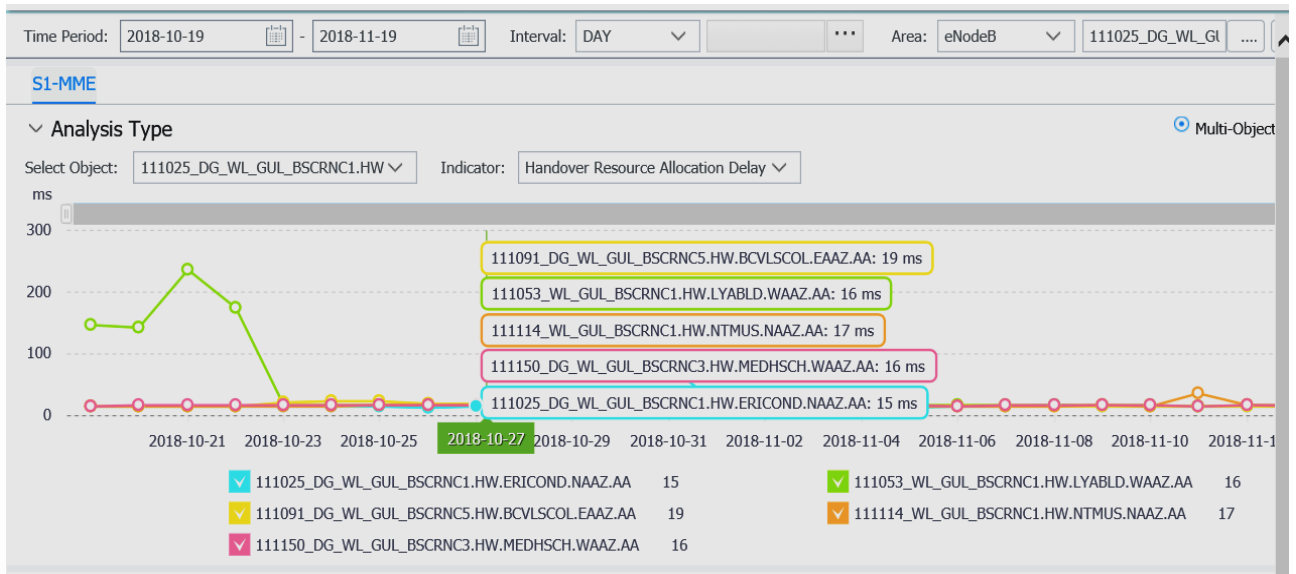 Time Period: 2018-10-19 - 2018-11-19 Interval: DAY ... Area: eNodeB 111025_DG_WL_GU ....
S1-MME
Analysis Type Multi-Object
Select Object: 111025_DG_WL_GUL_BSCRNC1.HW Indicator: Handover Resource Allocation Delay
ms
300
111091_DG_WL_GUL_BSCRNC5.HW.BCVLSCOL.EAAZ.AA: 19 ms
200
111053_WL_GUL_BSCRNC1.HW.LYABLD.WAAZ.AA: 16 ms
111114_WL_GUL_BSCRNC1.HW.NTMUS.NAAZ.AA: 17 ms
100
111150_DG_WL_GUL_BSCRNC3.HW.MEDHSCH.WAAZ.AA: 16 ms
111025_DG_WL_GUL_BSCRNC1.HW.ERICOND.NAAZ.AA: 15 ms
0
2018-10-21 2018-10-23 2018-10-25 2018-10-27 2018-10-29 2018-10-31 2018-11-02 2018-11-04 2018-11-06 2018-11-08 2018-11-10 2018-11-1
111025_DG_WL_GUL_BSCRNC1.HW.ERICOND.NAAZ.AA 15 111053_WL_GUL_BSCRNC1.HW.LYABLD.WAAZ.AA 16
111091_DG_WL_GUL_BSCRNC5.HW.BCVLSCOL.EAAZ.AA 19 111114_WL_GUL_BSCRNC1.HW.NTMUS.NAAZ.AA 17
111150_DG_WL_GUL_BSCRNC3.HW.MEDHSCH.WAAZ.AA 16